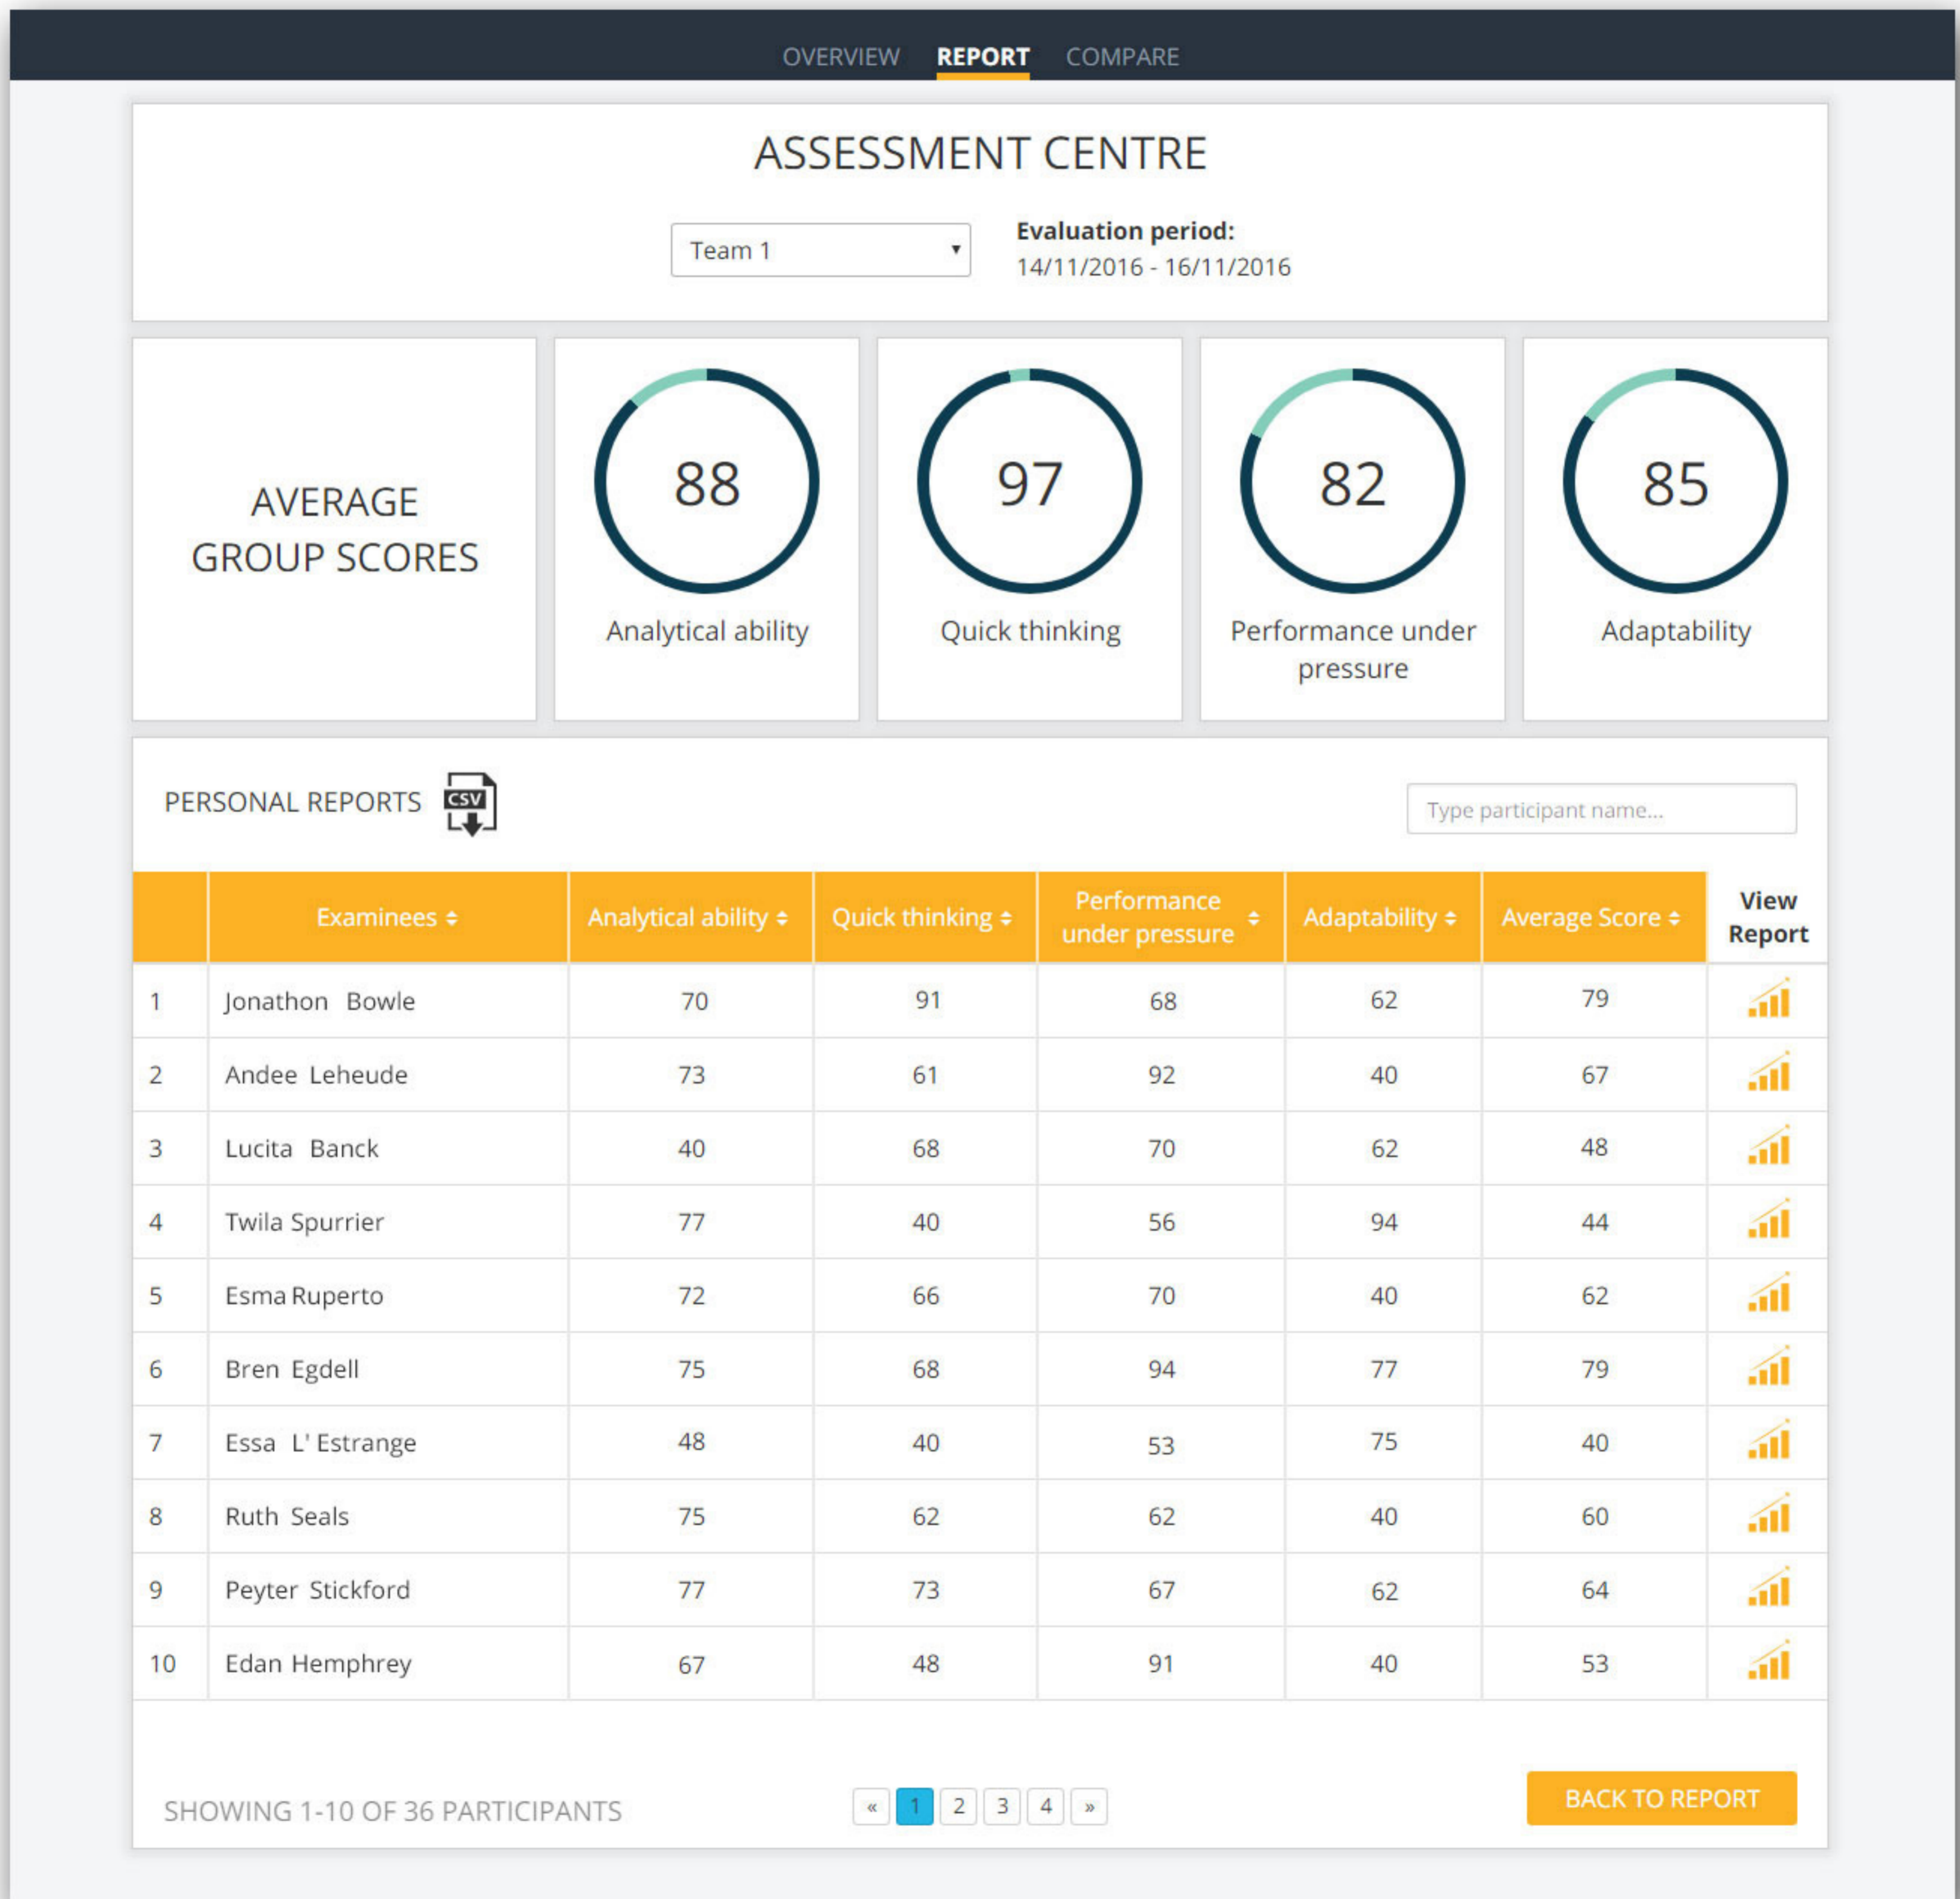 OVERVIEW REPORT COMPARE
ASSESSMENT CENTRE
Team 1
Evaluation period:
14/11/2016 - 16/11/2016
AVERAGE
GROUP SCORES
88
Analytical ability
97
Quick thinking
82
Performance under
pressure
85
Adaptability
PERSONAL REPORTS
CSV
Type participant name...
Examinees Analytical ability Quick thinking Performance under pressure Adaptability Average Score View Report
1 Jonathon Bowle 70 91 68 62 79
2 Andee Leheude 73 61 92 40 67
3 Lucita Banck 40 68 70 62 48
4 Twila Spurrier 77 40 56 94 44
5 Esma Ruperto 72 66 70 40 62
6 Bren Egdell 75 68 94 77 79
7 Essa L' Estrange 48 40 53 75 40
8 Ruth Seals 75 62 62 40 60
9 Peyter Stickford 77 73 67 62 64
10 Edan Hemphrey 67 48 91 40 53
SHOWING 1-10 OF 36 PARTICIPANTS
« 1 2 3 4 »
BACK TO REPORT